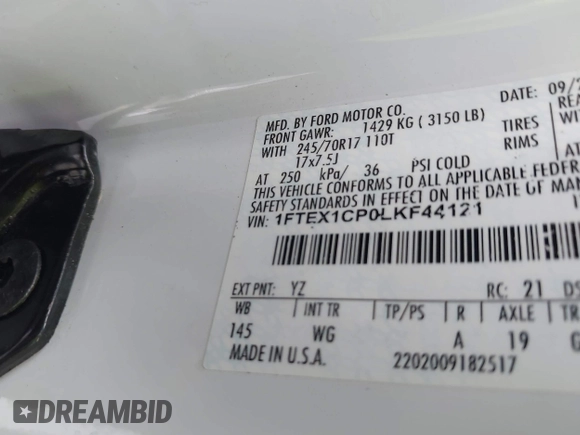 MFD. BY FORD MOTOR CO.
DATE: 09/
FRONT GAWR: 1429 KG ( 3150 LB)
WITH 245/70R17 110T TIRES
17x7.5J RIMS
AT 250 kPa/ 36 PSI COLD
THIS VEHICLE CONFORMS TO ALL APPLICABLE FEDER
SAFETY STANDARDS IN EFFECT ON THE DATE OF MAN
VIN: 1FTEX1CP0LKF44121
EXT PNT: YZ RC: 21 DS
WB INT TR TP/PS R AXLE TR
145 WG A 19
MADE IN U.S.A. 2202009182517
DREAMBID